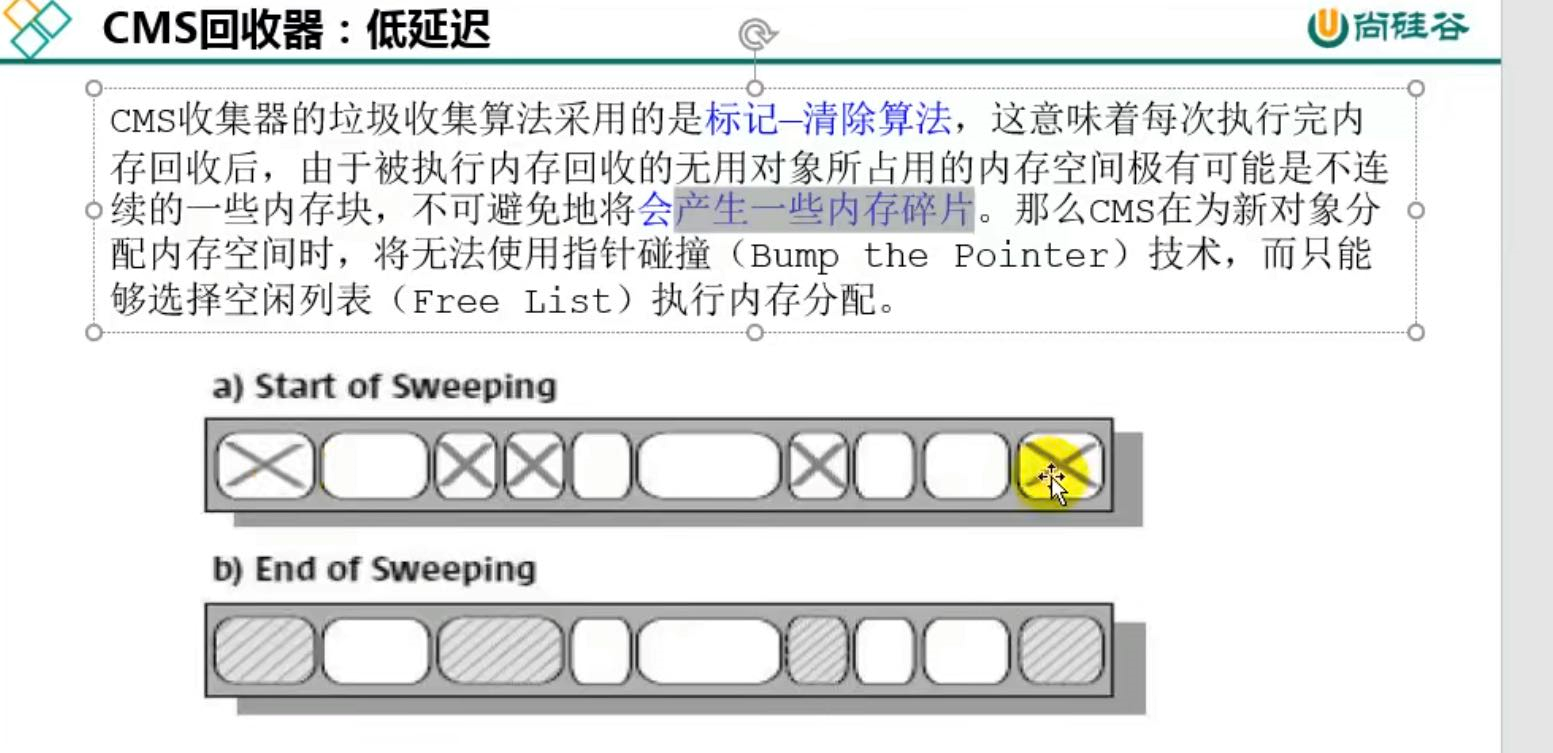 CMS回收器：低延迟
尚硅谷
CMS收集器的垃圾收集算法采用的是标记—清除算法，这意味着每次执行完内
存回收后，由于被执行内存回收的无用对象所占用的内存空间极有可能是不连
续的一些内存块，不可避免地将会产生一些内存碎片。那么CMS在为新对象分
配内存空间时，将无法使用指针碰撞（Bump the Pointer）技术，而只能
够选择空闲列表（Free List）执行内存分配。
a) Start of Sweeping
b) End of Sweeping